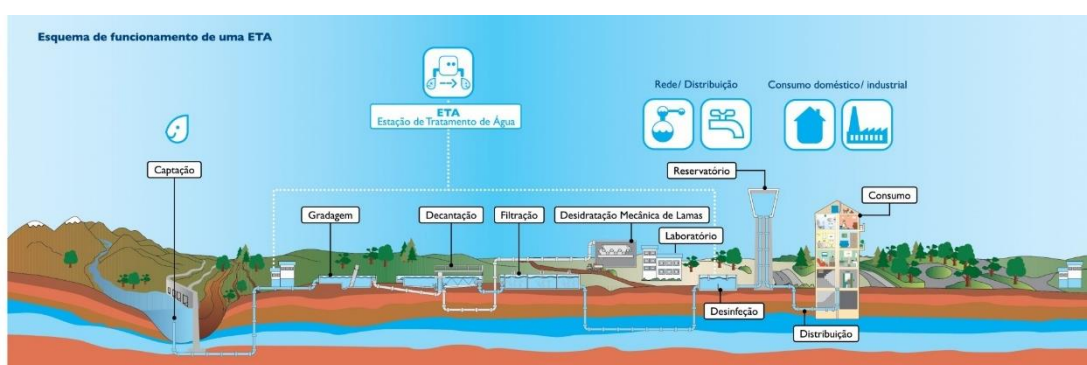 Esquema de funcionamento de uma ETA
ETA
Estação de Tratamento de Água
Rede/ Distribuição
Consumo doméstico/ industrial
Captação
Reservatório
Consumo
Gradagem
Decantação
Filtração
Desidratação Mecânica de Lamas
Laboratório
Desinfeção
Distribuição